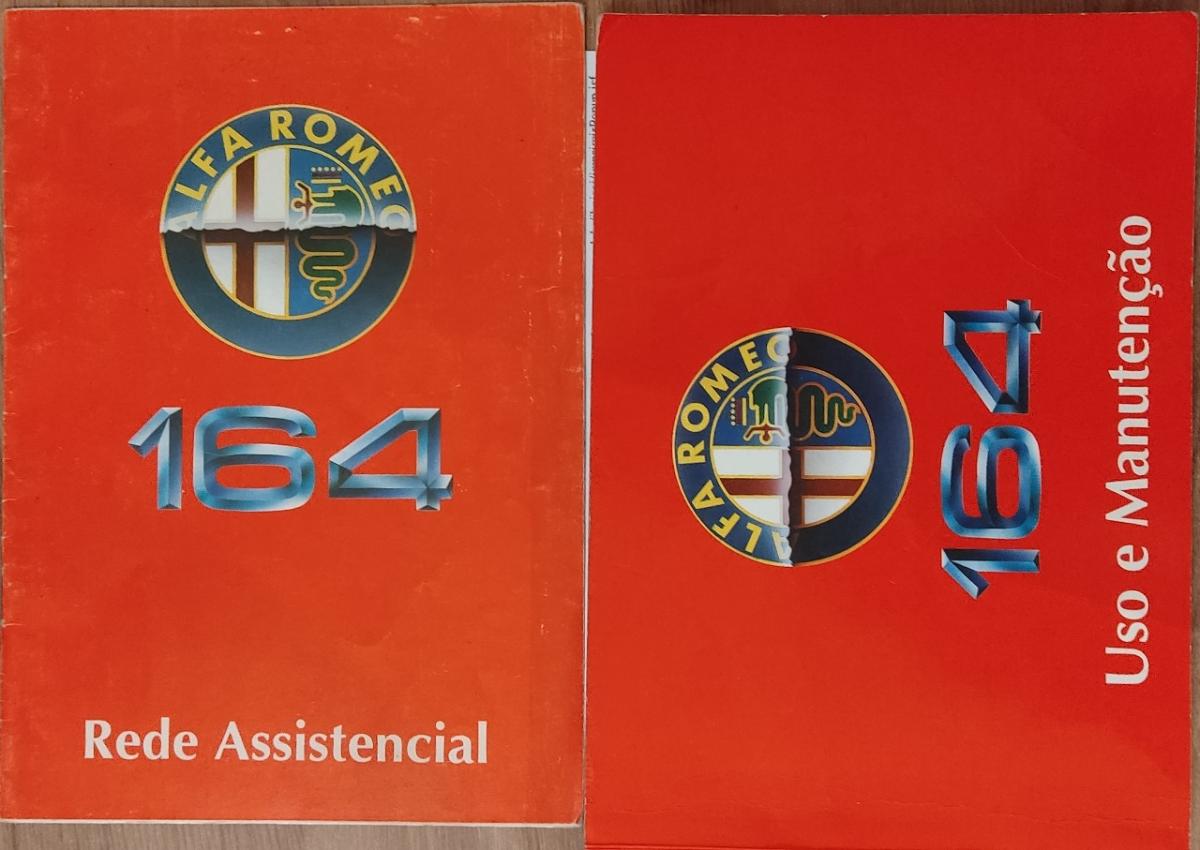 ALFA ROMEO
164
Rede Assistencial
ALFA ROMEO
164
Uso e Manutenção